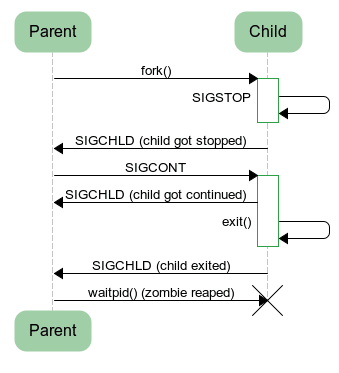 Parent
Child
fork()
SIGSTOP
SIGCHLD (child got stopped)
SIGCONT
SIGCHLD (child got continued)
exit()
SIGCHLD (child exited)
waitpid() (zombie reaped)
Parent